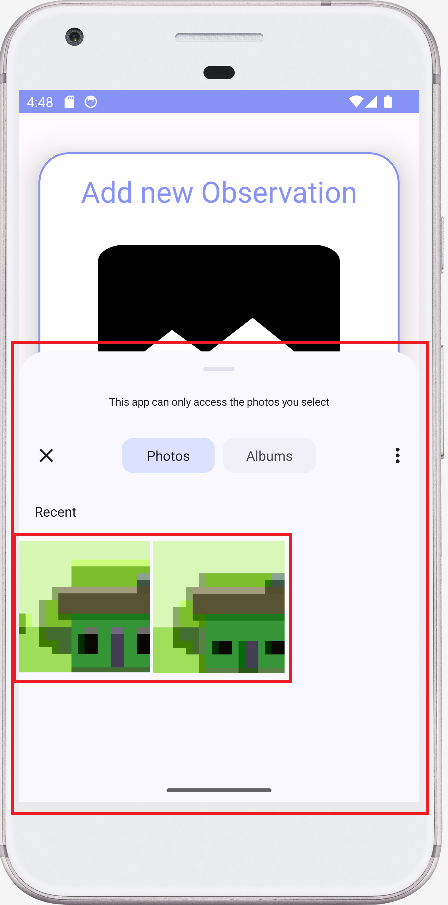 4:48
Add new Observation
This app can only access the photos you select
Photos
Albums
Recent